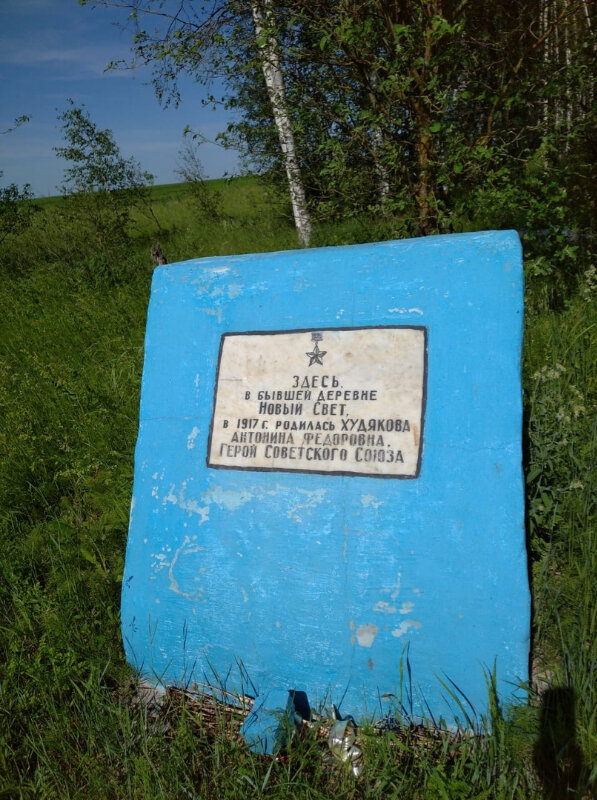 ЗДЕСЬ,
В БЫВШЕЙ ДЕРЕВНЕ
НОВЫЙ СВЕТ,
В 1917 Г. РОДИЛАСЬ ХУДЯКОВА
АНТОНИНА ФЕДОРОВНА,
ГЕРОЙ СОВЕТСКОГО СОЮЗА